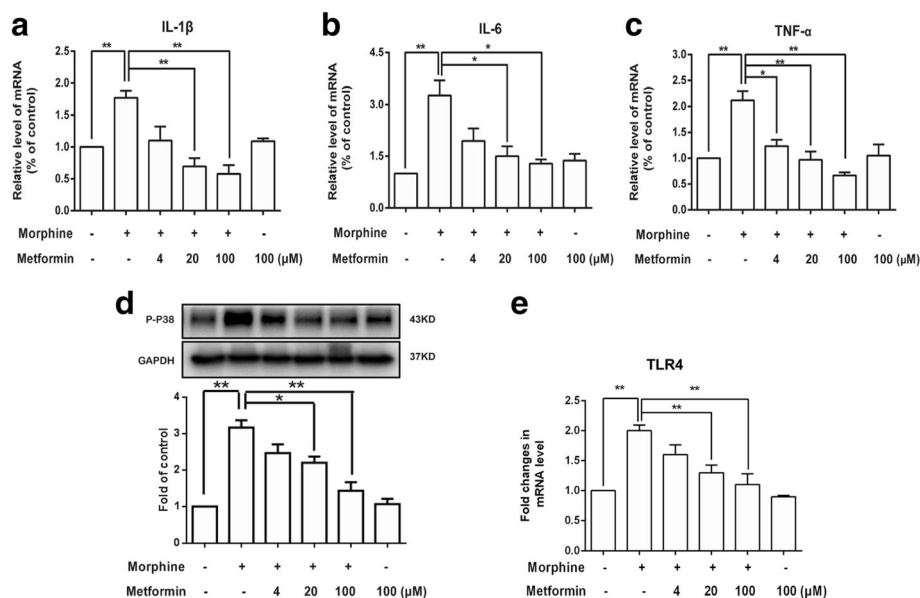 a
IL-1β
**
**
**
Relative level of mRNA
(% of control)
2.5
2.0
1.5
1.0
0.5
0.0
Morphine - + + + + -
Metformin - - 4 20 100 100 (μM)
b
IL-6
**
*
*
Relative level of mRNA
(% of control)
6.0
4.5
3.0
1.5
0.0
- + + + + -
- - 4 20 100 100 (μM)
c
TNF-α
**
**
**
*
Relative level of mRNA
(% of control)
3.0
2.5
2.0
1.5
1.0
0.5
0.0
- + + + + -
- - 4 20 100 100 (μM)
d
P-P38
43KD
GAPDH
37KD
**
**
*
Fold of control
4
3
2
1
0
Morphine - + + + + -
Metformin - - 4 20 100 100 (μM)
e
TLR4
**
**
**
Fold changes in
mRNA level
2.5
2.0
1.5
1.0
0.5
0.0
Morphine - + + + + -
Metformin - - 4 20 100 100 (μM)